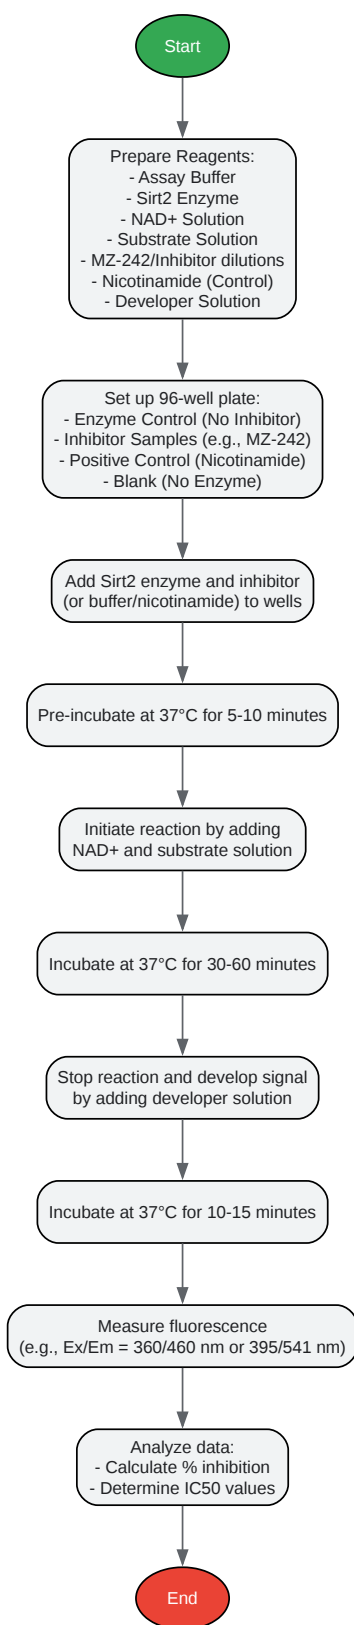 Start
Prepare Reagents:
- Assay Buffer
- Sirt2 Enzyme
- NAD+ Solution
- Substrate Solution
- MZ-242/Inhibitor dilutions
- Nicotinamide (Control)
- Developer Solution
Set up 96-well plate:
- Enzyme Control (No Inhibitor)
- Inhibitor Samples (e.g., MZ-242)
- Positive Control (Nicotinamide)
- Blank (No Enzyme)
Add Sirt2 enzyme and inhibitor
(or buffer/nicotinamide) to wells
Pre-incubate at 37°C for 5-10 minutes
Initiate reaction by adding
NAD+ and substrate solution
Incubate at 37°C for 30-60 minutes
Stop reaction and develop signal
by adding developer solution
Incubate at 37°C for 10-15 minutes
Measure fluorescence
(e.g., Ex/Em = 360/460 nm or 395/541 nm)
Analyze data:
- Calculate % inhibition
- Determine IC50 values
End